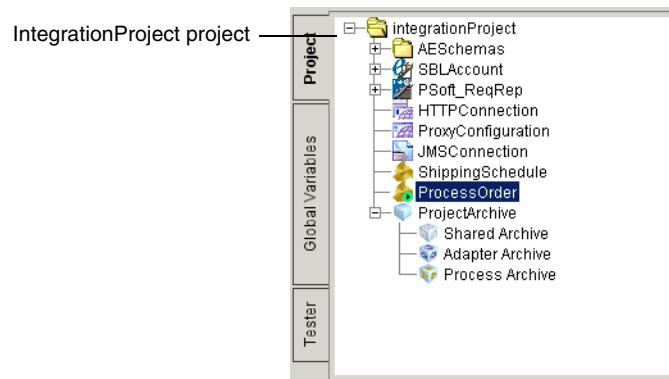 IntegrationProject project
Project
Global Variables
Tester
integrationProject
AESchemas
SBLAccount
PSoft_ReqRep
HTTPConnection
ProxyConfiguration
JMSConnection
ShippingSchedule
ProcessOrder
ProjectArchive
Shared Archive
Adapter Archive
Process Archive